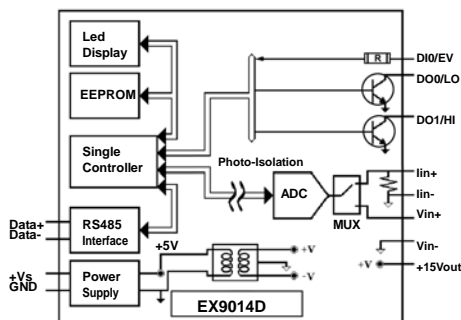 Led
Display
EEPROM
Single
Controller
RS485
Interface
Power
Supply
Data+
Data-
+Vs
GND
+5V
Photo-Isolation
ADC
MUX
+V
-V
EX9014D
R
DI0/EV
DO0/LO
DO1/HI
Iin+
Iin-
Vin+
Vin-
+V
+15Vout